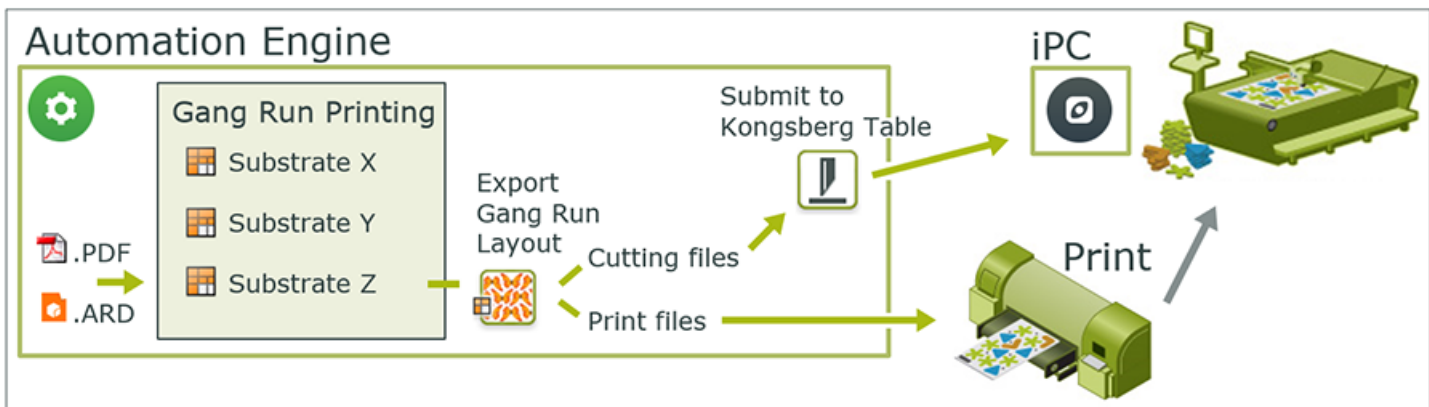 Automation Engine
Gang Run Printing
Substrate X
Substrate Y
Substrate Z
.PDF
.ARD
Export
Gang Run
Layout
Cutting files
Print files
Submit to
Kongsberg Table
iPC
Print